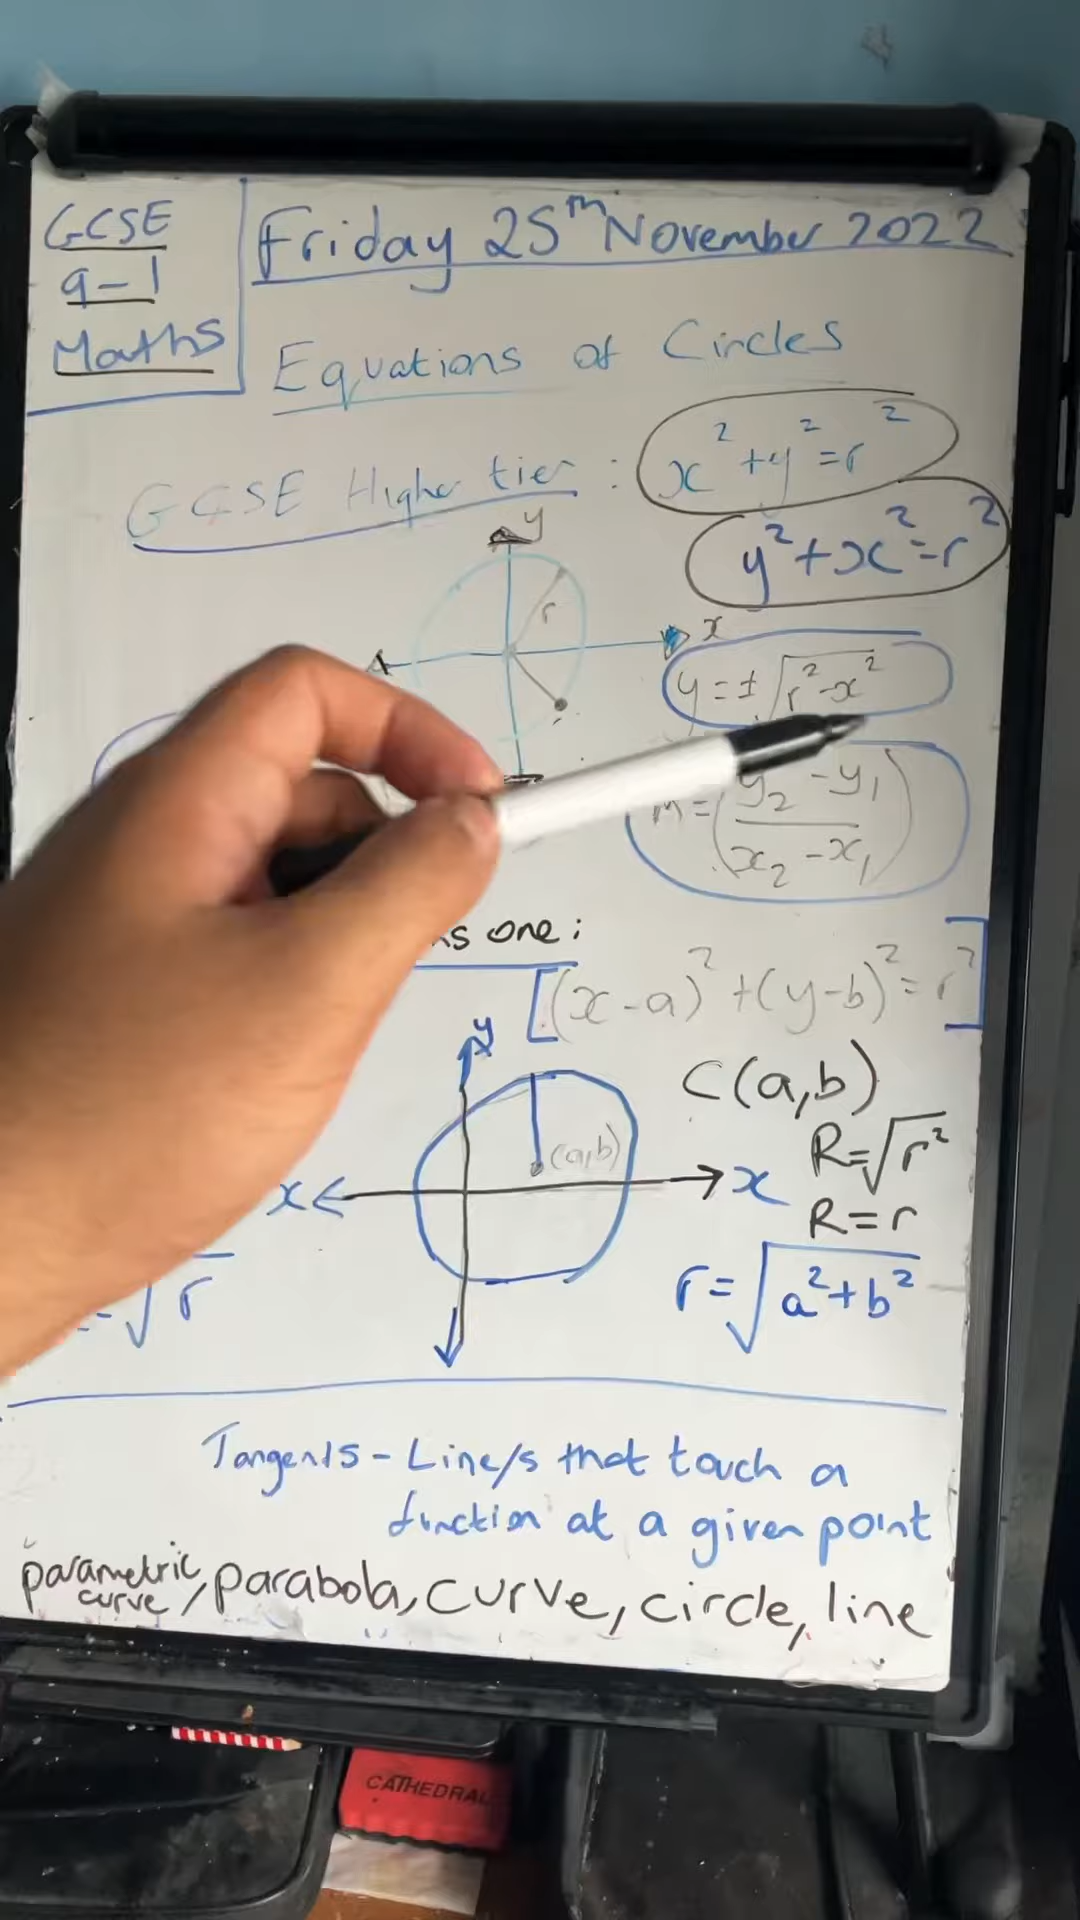 GCSE
9-1
Maths
Friday 25th November 2022
Equations of Circles
GCSE Higher tier : x² + y² = r²
y² + x² = r²
y
r
x
y = ± √(r² - x²)
m = (y₂ - y₁ / x₂ - x₁)
one :
[(x - a)² + (y - b)² = r²]
y
C(a,b)
(a,b)
R = √r²
x
x
R = r
r = √(a² + b²)
= √r
Tangents - Line/s that touch a
function at a given point
parametric curve, parabola, curve, circle, line
CATHEDRAL